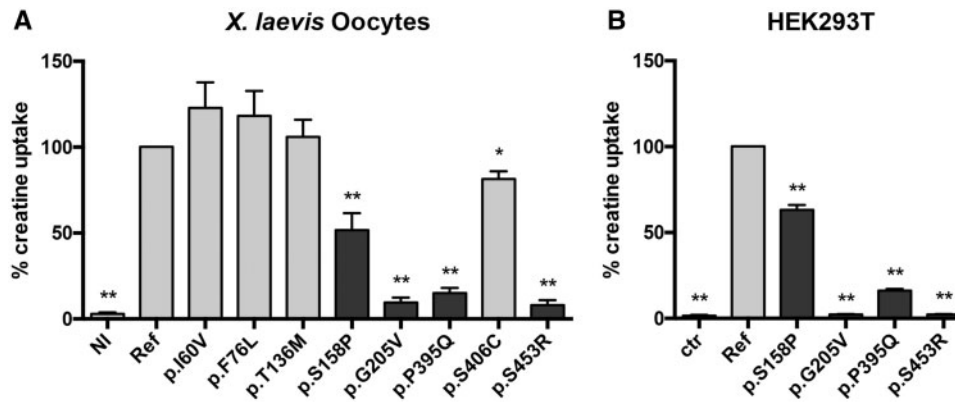 A
X. laevis Oocytes
% creatine uptake
150
100
50
0
**
**
**
**
*
**
NI
Ref
p.I60V
p.F76L
p.T136M
p.S158P
p.G205V
p.P395Q
p.S406C
p.S453R
B
HEK293T
% creatine uptake
150
100
50
0
**
**
**
**
**
ctr
Ref
p.S158P
p.G205V
p.P395Q
p.S453R